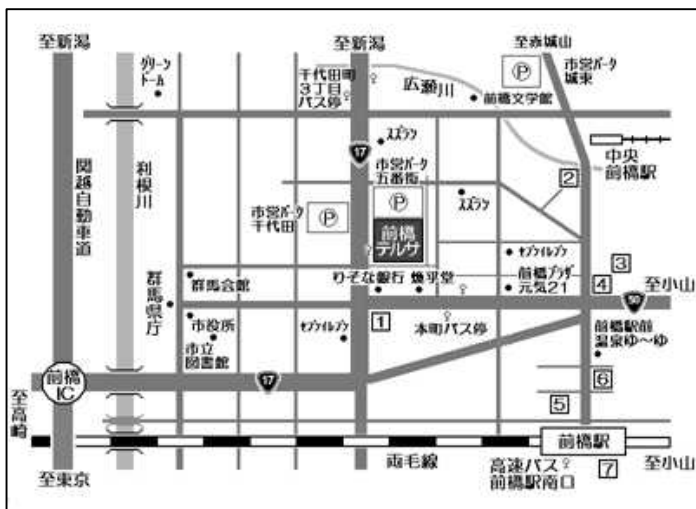 至新潟
至新潟
至赤城山
グリーン
ドーム
千代田町
3丁目
バス停
広瀬川
P
市営パーク
城東
前橋文学館
スズラン
17
中央
前橋駅
市営パーク
五番街
関越自動車道
利根川
2
市営パーク
千代田
P
P
スズラン
前橋
テルサ
セブンイレブン
3
群馬会館
りそな銀行
煥乎堂
前橋プラザ
元気21
4
至小山
群馬県庁
50
市役所
セブンイレブン
1
本町バス停
前橋駅前
温泉ゆ〜ゆ
市立
図書館
前橋
IC
17
6
至高崎
5
前橋駅
両毛線
高速バス
前橋駅南口
7
至小山
至東京